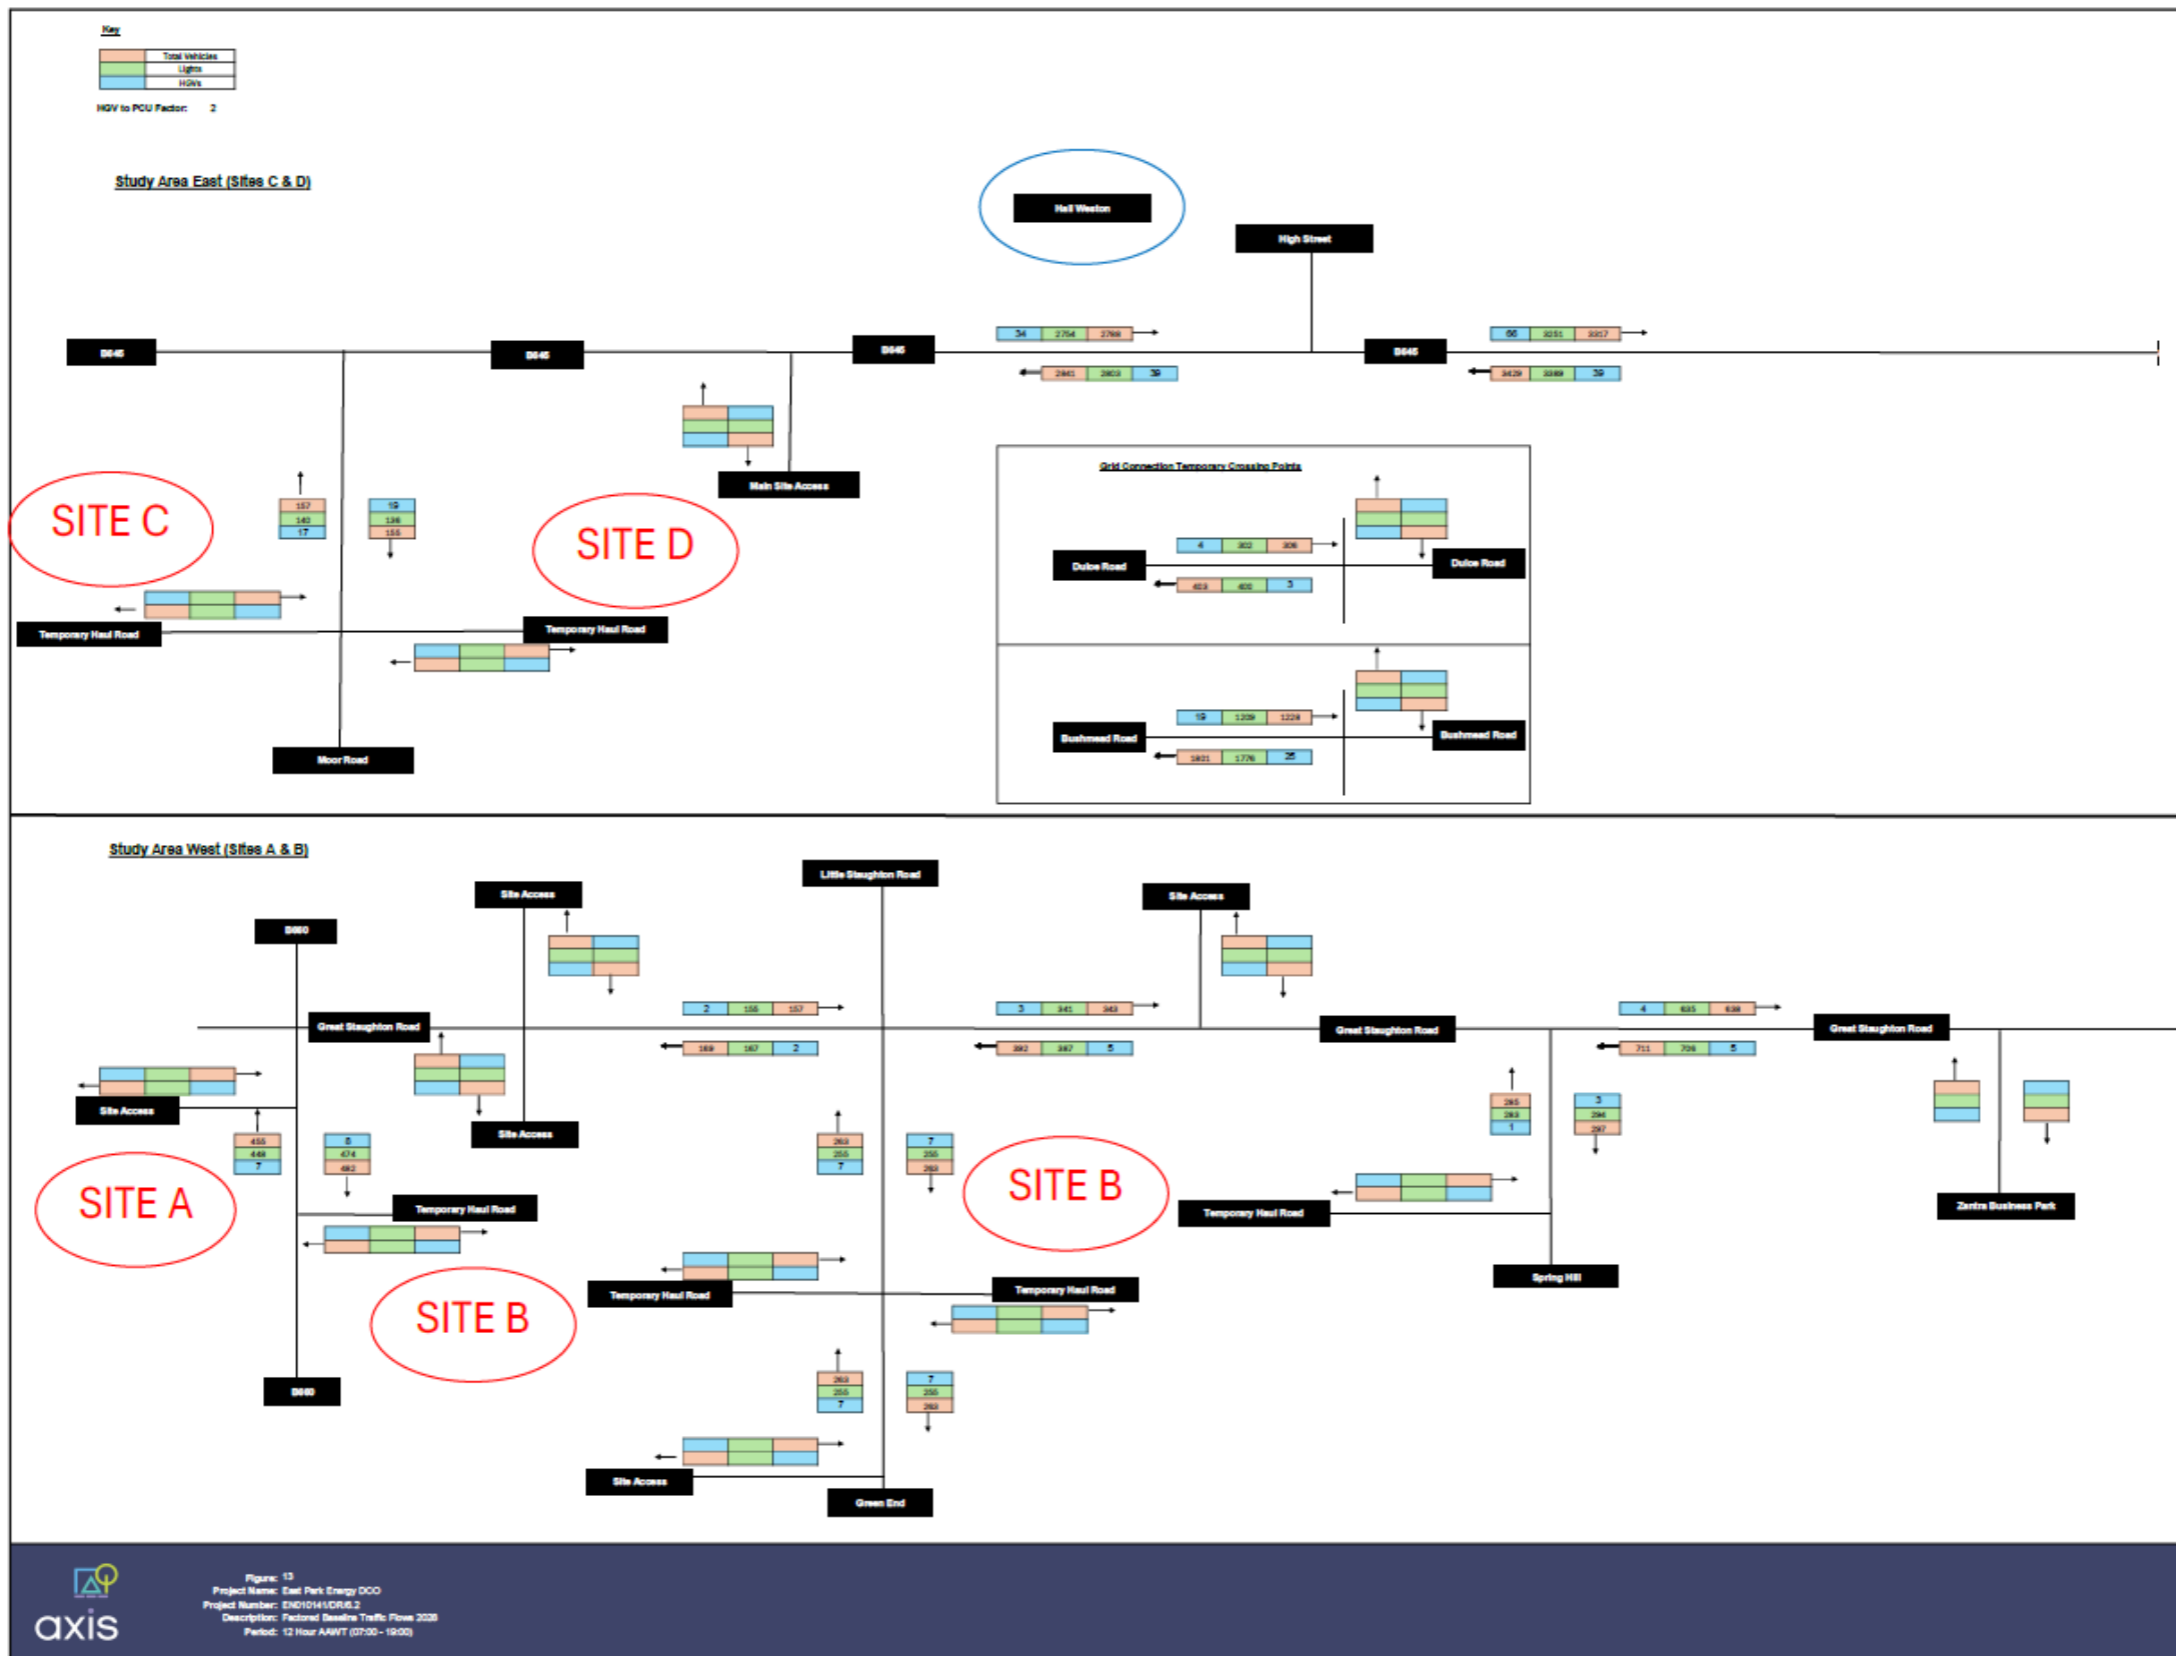 Key
Total Vehicles
Lights
HGVs
HGV to PCU Factor: 2
Study Area East (Sites C & D)
Hail Weston
High Street
34 2754 2788
66 3251 3317
B645
B645
B645
B645
2841 2803 39
3429 3389 39
Grid Connection Temporary Crossing Points
Main Site Access
SITE C
SITE D
157
140
17
19
136
155
4 302 306
Duloe Road
Duloe Road
403 400 3
Temporary Haul Road
Temporary Haul Road
19 1209 1228
Bushmead Road
Bushmead Road
1801 1776 25
Moor Road
Study Area West (Sites A & B)
Little Staughton Road
Site Access
Site Access
B660
2 155 157
3 341 343
4 635 638
Great Staughton Road
Great Staughton Road
Great Staughton Road
169 167 2
392 387 5
711 706 5
Site Access
Site Access
455
448
7
8
474
482
263
255
7
7
255
263
285
283
1
3
294
297
SITE A
SITE B
Temporary Haul Road
Temporary Haul Road
Zantra Business Park
SITE B
Temporary Haul Road
Temporary Haul Road
Spring Hill
B660
263
255
7
7
255
263
Site Access
Green End
axis
Figure: 13
Project Name: East Park Energy DCO
Project Number: EN010141/DR/6.2
Description: Factored Baseline Traffic Flows 2026
Period: 12 Hour AAWT (07:00 - 19:00)